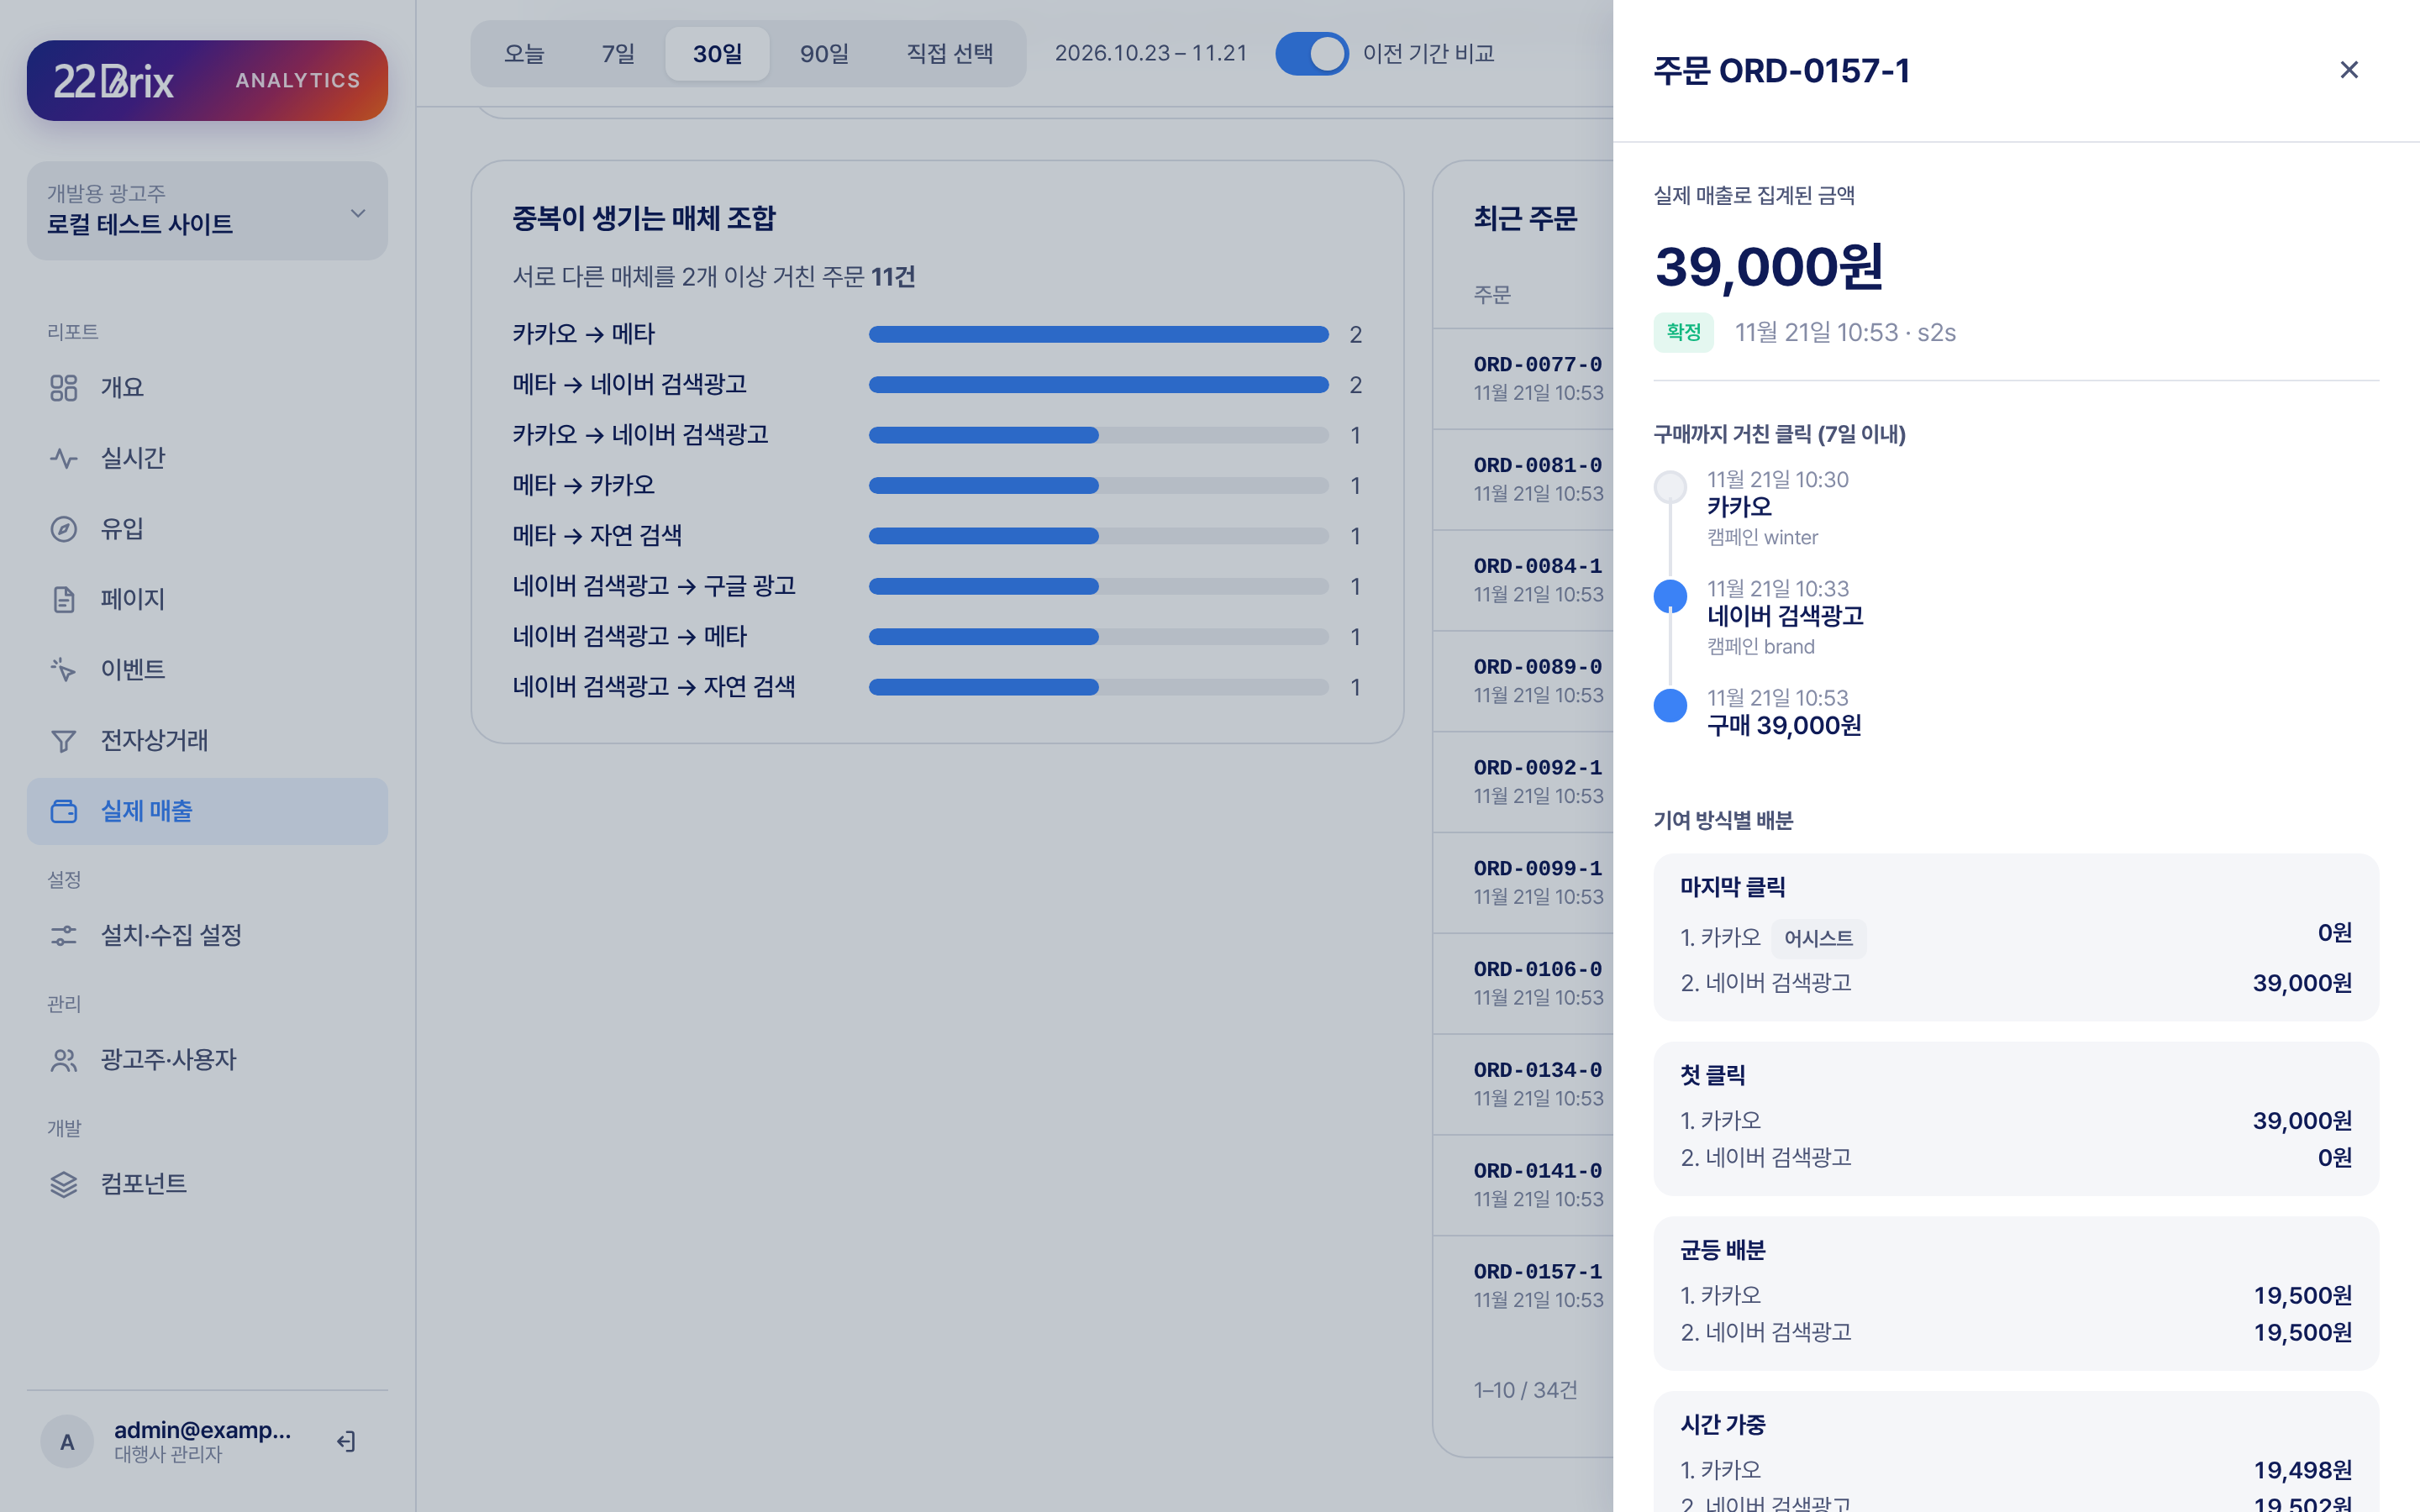 22Brix ANALYTICS
개발용 광고주
로컬 테스트 사이트
리포트
개요
실시간
유입
페이지
이벤트
전자상거래
실제 매출
설정
설치·수집 설정
관리
광고주·사용자
개발
컴포넌트
A
admin@examp...
대행사 관리자
오늘 7일 30일 90일 직접 선택 2026.10.23 – 11.21 이전 기간 비교
중복이 생기는 매체 조합
서로 다른 매체를 2개 이상 거친 주문 11건
카카오 → 메타 2
메타 → 네이버 검색광고 2
카카오 → 네이버 검색광고 1
메타 → 카카오 1
메타 → 자연 검색 1
네이버 검색광고 → 구글 광고 1
네이버 검색광고 → 메타 1
네이버 검색광고 → 자연 검색 1
최근 주문
주문
ORD-0077-0
11월 21일 10:53
ORD-0081-0
11월 21일 10:53
ORD-0084-1
11월 21일 10:53
ORD-0089-0
11월 21일 10:53
ORD-0092-1
11월 21일 10:53
ORD-0099-1
11월 21일 10:53
ORD-0106-0
11월 21일 10:53
ORD-0134-0
11월 21일 10:53
ORD-0141-0
11월 21일 10:53
ORD-0157-1
11월 21일 10:53
1–10 / 34건
주문 ORD-0157-1
실제 매출로 집계된 금액
39,000원
확정 11월 21일 10:53 · s2s
구매까지 거친 클릭 (7일 이내)
11월 21일 10:30
카카오
캠페인 winter
11월 21일 10:33
네이버 검색광고
캠페인 brand
11월 21일 10:53
구매 39,000원
기여 방식별 배분
마지막 클릭
1. 카카오 어시스트 0원
2. 네이버 검색광고 39,000원
첫 클릭
1. 카카오 39,000원
2. 네이버 검색광고 0원
균등 배분
1. 카카오 19,500원
2. 네이버 검색광고 19,500원
시간 가중
1. 카카오 19,498원
2. 네이버 검색광고 19,502원